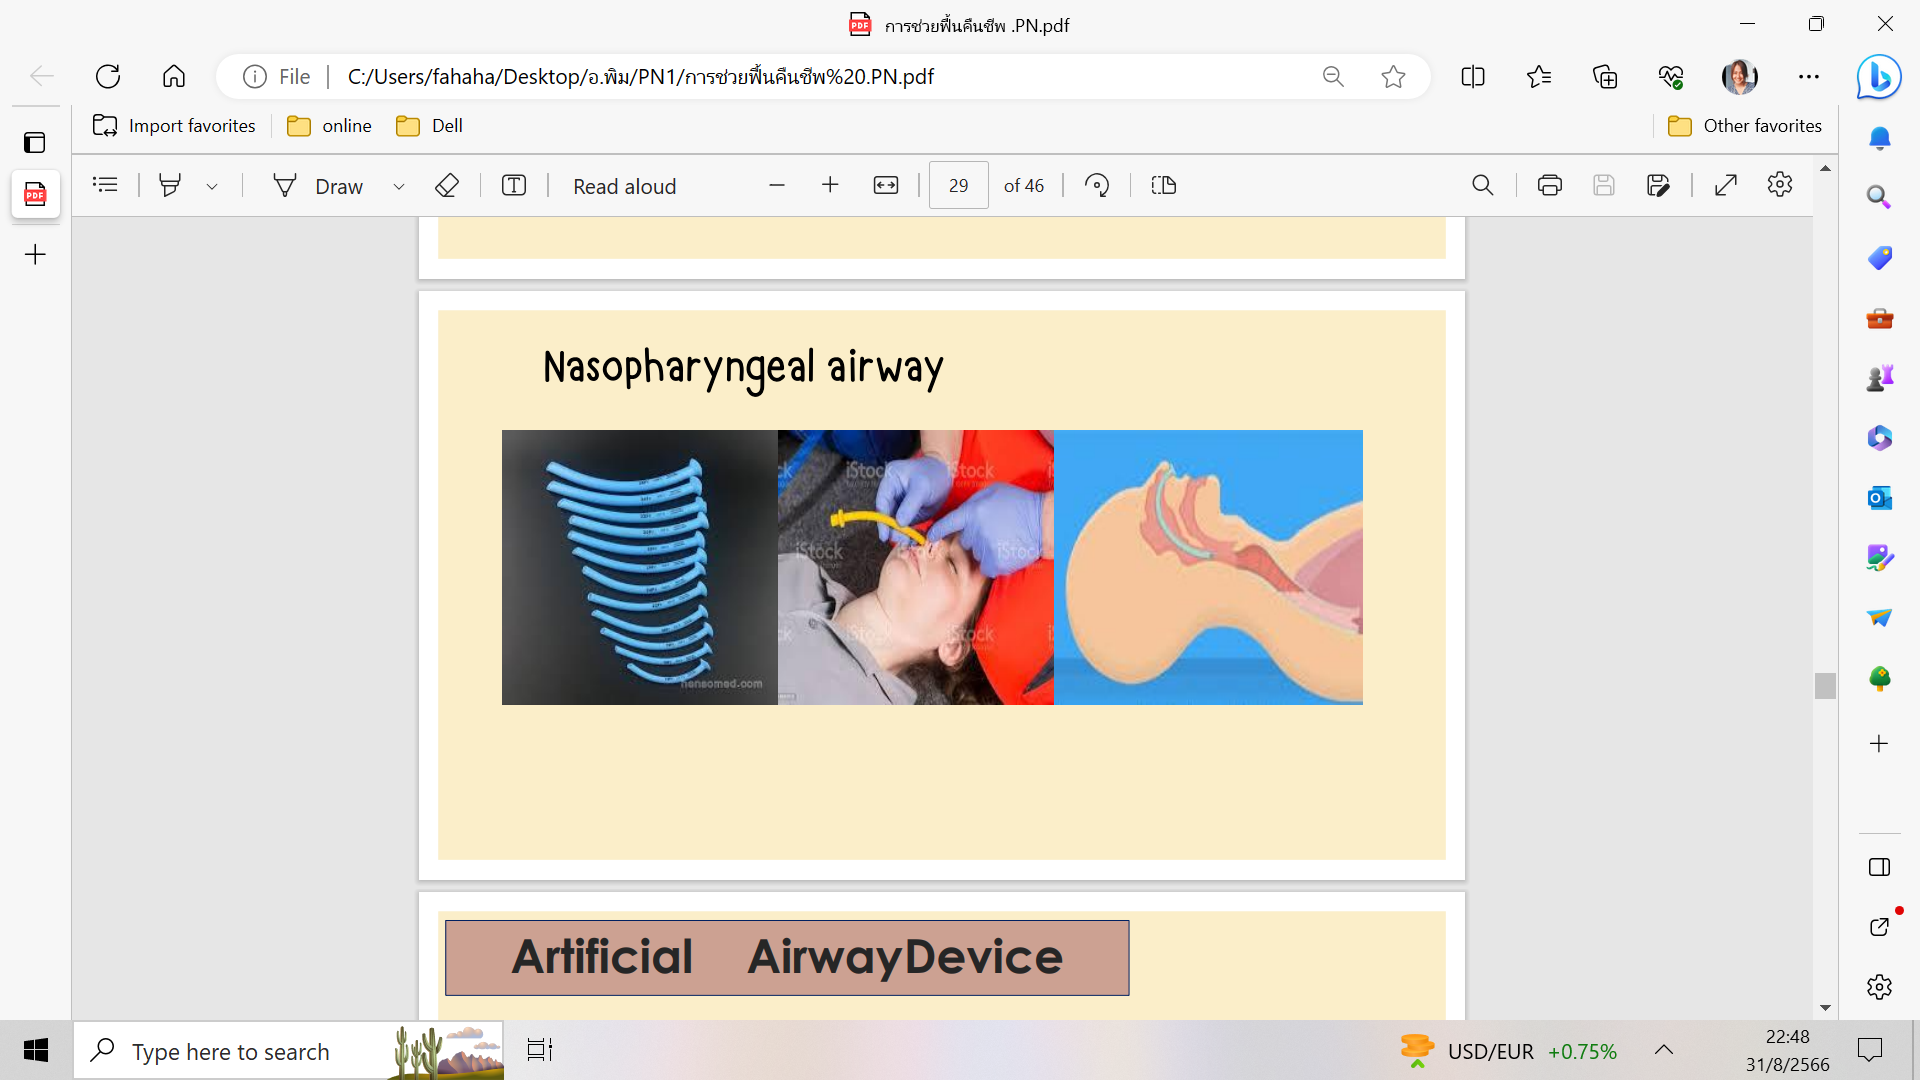 การช่วยฟื้นคืนชีพ .PN.pdf
File
C:/Users/fahaha/Desktop/อ.พิม/PN1/การช่วยฟื้นคืนชีพ%20.PN.pdf
Import favorites
online
Dell
Other favorites
Draw
Read aloud
29
of 46
Nasopharyngeal airway
iStock
iStock
iStock
iStock
iStock
iStock
hensomed.com
Artificial AirwayDevice
Type here to search
USD/EUR +0.75%
22:48
31/8/2566